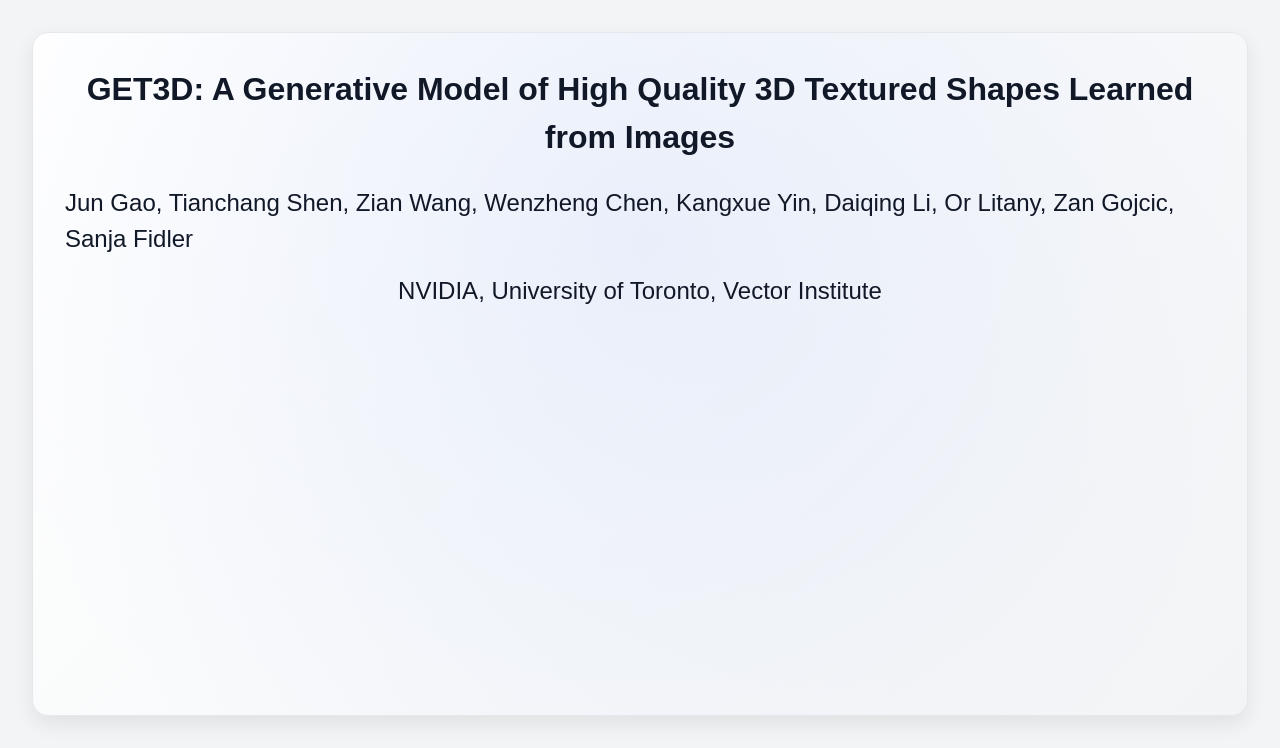 GET3D: A Generative Model of High Quality 3D Textured Shapes Learned
from Images
Jun Gao, Tianchang Shen, Zian Wang, Wenzheng Chen, Kangxue Yin, Daiqing Li, Or Litany, Zan Gojcic,
Sanja Fidler
NVIDIA, University of Toronto, Vector Institute